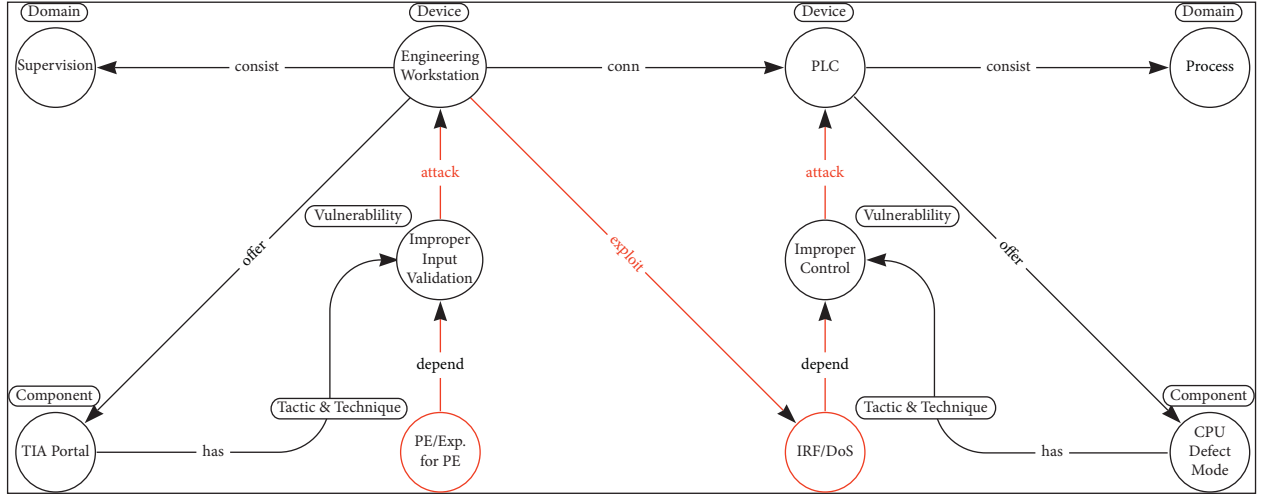 Domain
Device
Device
Domain
Supervision
consist
Engineering
Workstation
conn
PLC
consist
Process
attack
attack
Vulnerablility
Vulnerablility
offer
Improper
Input
Validation
exploit
Improper
Control
offer
depend
depend
Component
Tactic & Technique
Tactic & Technique
Component
TIA Portal
has
PE/Exp.
for PE
IRF/DoS
has
CPU
Defect
Mode